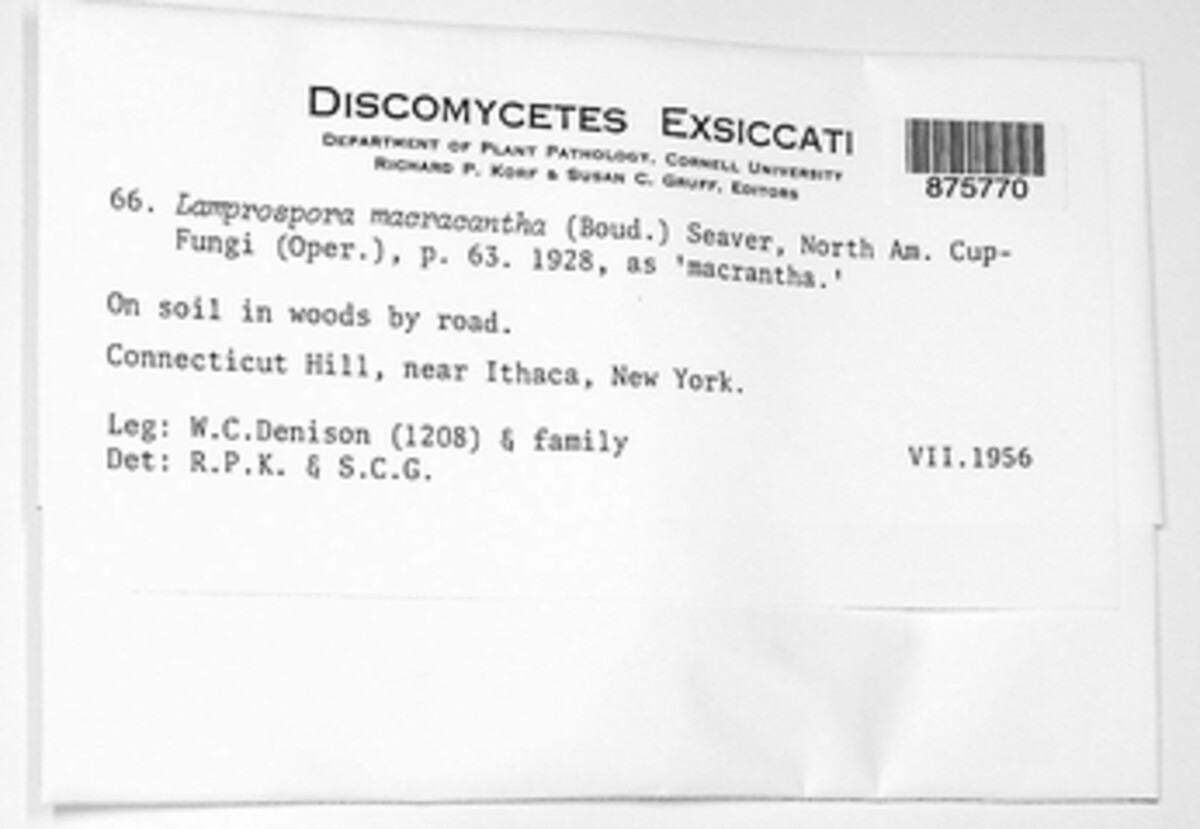 DISCOMYCETES EXSICCATI
DEPARTMENT OF PLANT PATHOLOGY, CORNELL UNIVERSITY
RICHARD P. KORF & SUSAN C. GRUFF, EDITORS
875770
66. Lamprospora macracantha (Boud.) Seaver, North Am. Cup-
Fungi (Oper.), p. 63. 1928, as 'macrantha.'
On soil in woods by road.
Connecticut Hill, near Ithaca, New York.
Leg: W.C.Denison (1208) & family
VII.1956
Det: R.P.K. & S.C.G.